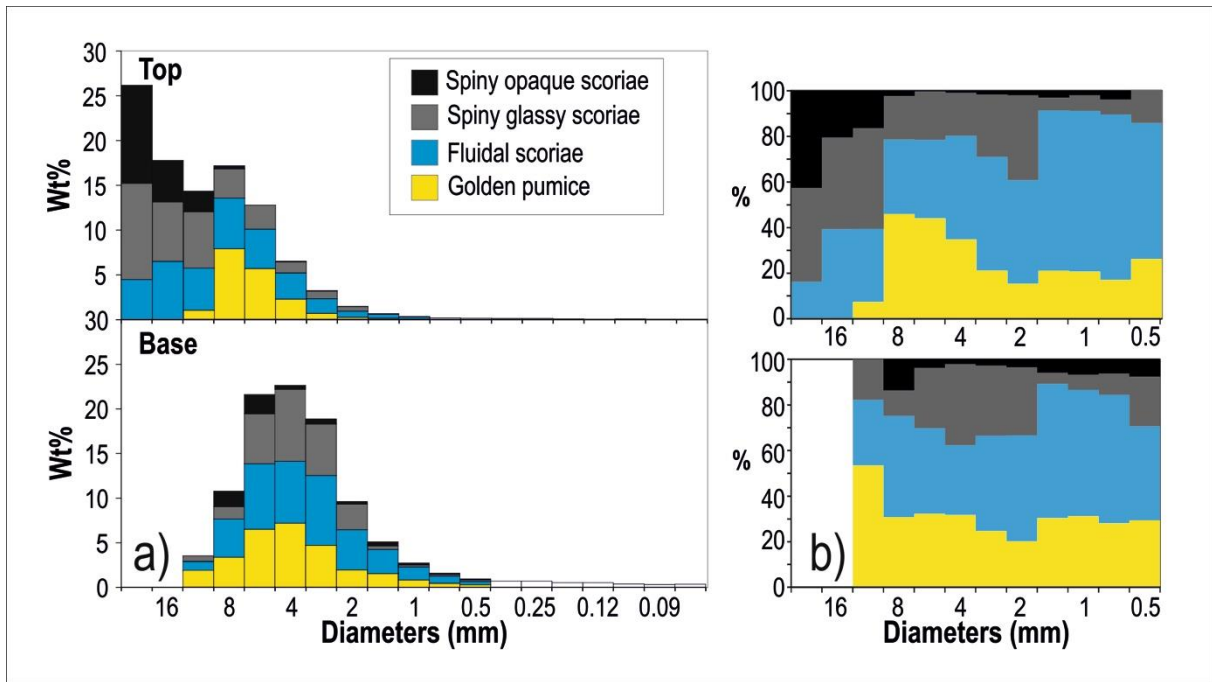 30
Top
25
20
15
10
5
30
Wt%
Spiny opaque scoriae
Spiny glassy scoriae
Fluidal scoriae
Golden pumice
Base
25
20
15
10
5
0
Wt%
a)
16 8 4 2 1 0.5 0.25 0.12 0.09
Diameters (mm)
100
80
60
40
20
0
%
16 8 4 2 1 0.5
100
80
60
40
20
0
%
b)
16 8 4 2 1 0.5
Diameters (mm)